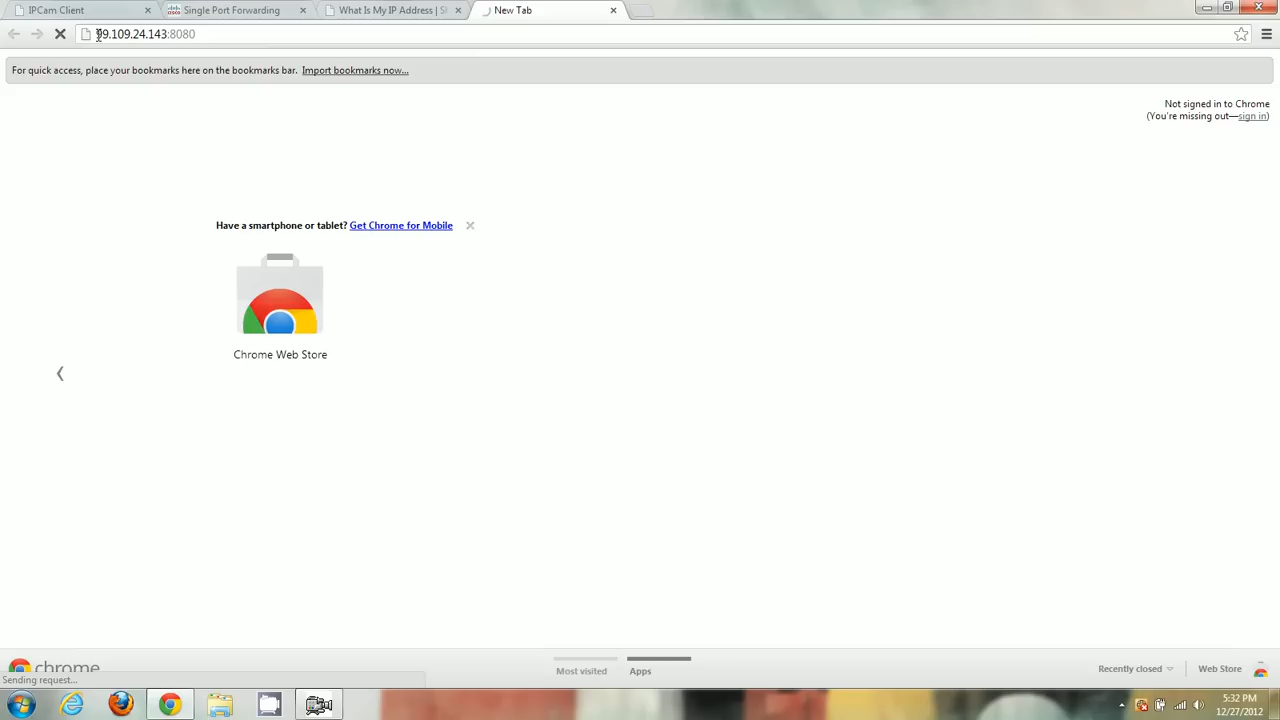 IPCam Client
Single Port Forwarding
What Is My IP Address | S
New Tab
99.109.24.143:8080
For quick access, place your bookmarks here on the bookmarks bar. Import bookmarks now...
Not signed in to Chrome
(You're missing out—sign in)
Have a smartphone or tablet? Get Chrome for Mobile
Chrome Web Store
chrome
Most visited
Apps
Recently closed
Web Store
Sending request...
5:32 PM
12/27/2012